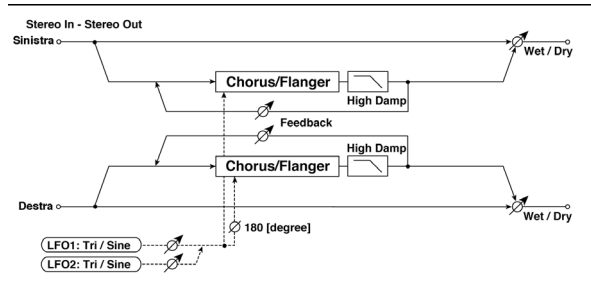 Stereo In - Stereo Out
Sinistra
Wet / Dry
Chorus/Flanger
High Damp
Feedback
High Damp
Chorus/Flanger
Destra
Wet / Dry
180 [degree]
LFO1: Tri / Sine
LFO2: Tri / Sine